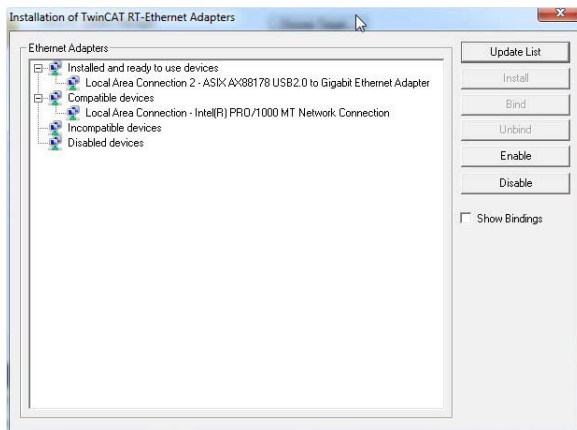 Installation of TwinCAT RT-Ethernet Adapters
Ethernet Adapters
Installed and ready to use devices
Local Area Connection 2 - ASIX AX88178 USB2.0 to Gigabit Ethernet Adapter
Compatible devices
Local Area Connection - Intel(R) PRO/1000 MT Network Connection
Incompatible devices
Disabled devices
Update List
Install
Bind
Unbind
Enable
Disable
Show Bindings